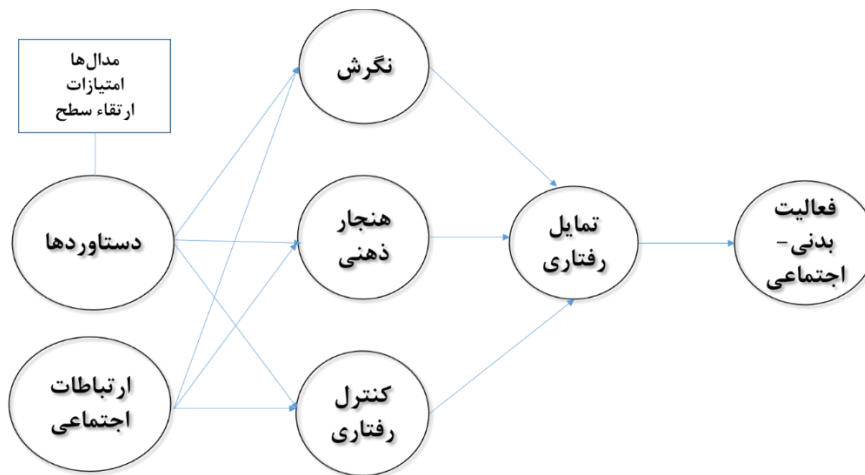 مدال‌ها
امتیازات
ارتقاء سطح
دستاوردها
ارتباطات
اجتماعی
نگرش
هنجار
ذهنی
کنترل
رفتاری
تمایل
رفتاری
فعالیت
بدنی-
اجتماعی